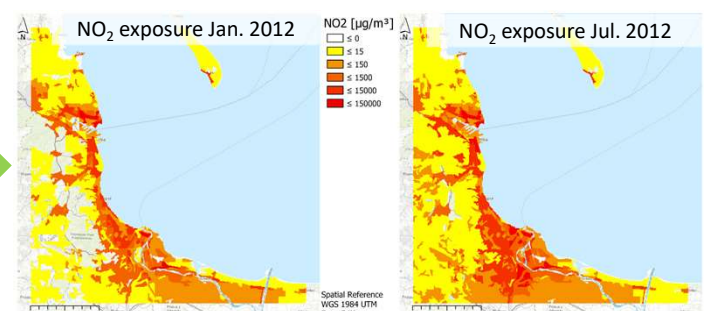 NO₂ exposure Jan. 2012
NO2 [µg/m³]
≤ 0
≤ 15
≤ 150
≤ 1500
≤ 15000
≤ 150000
Spatial Reference
WGS 1984 UTM
NO₂ exposure Jul. 2012
N
N